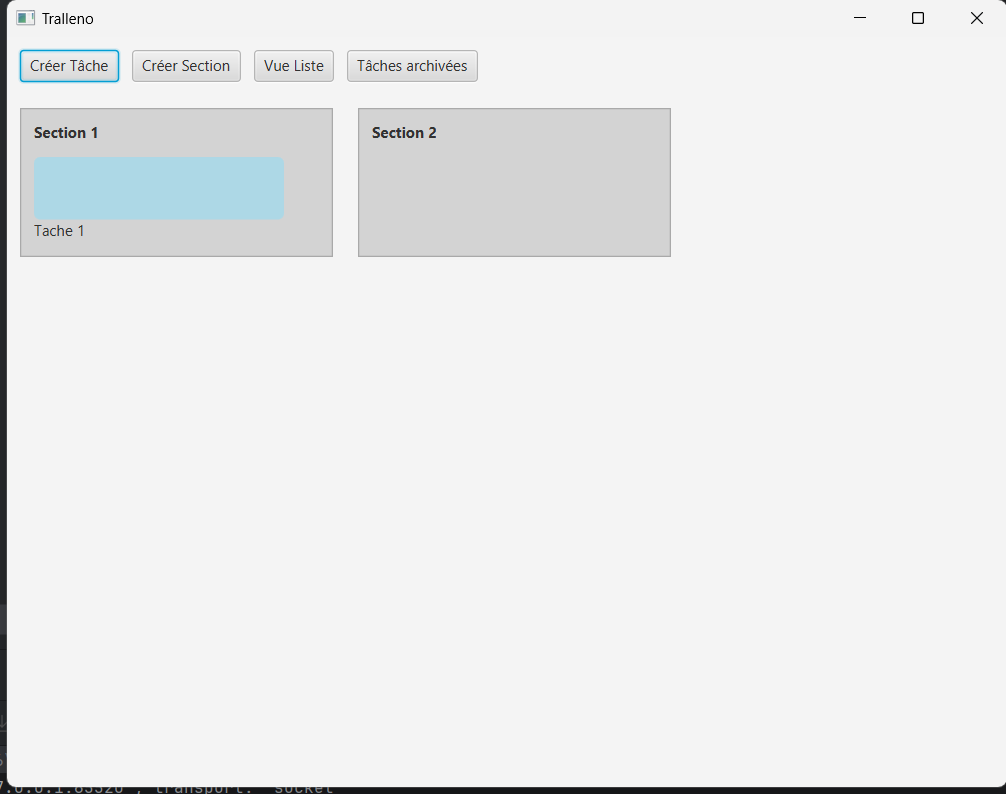 Tralleno
Créer Tâche Créer Section Vue Liste Tâches archivées
Section 1 Section 2
Tache 1